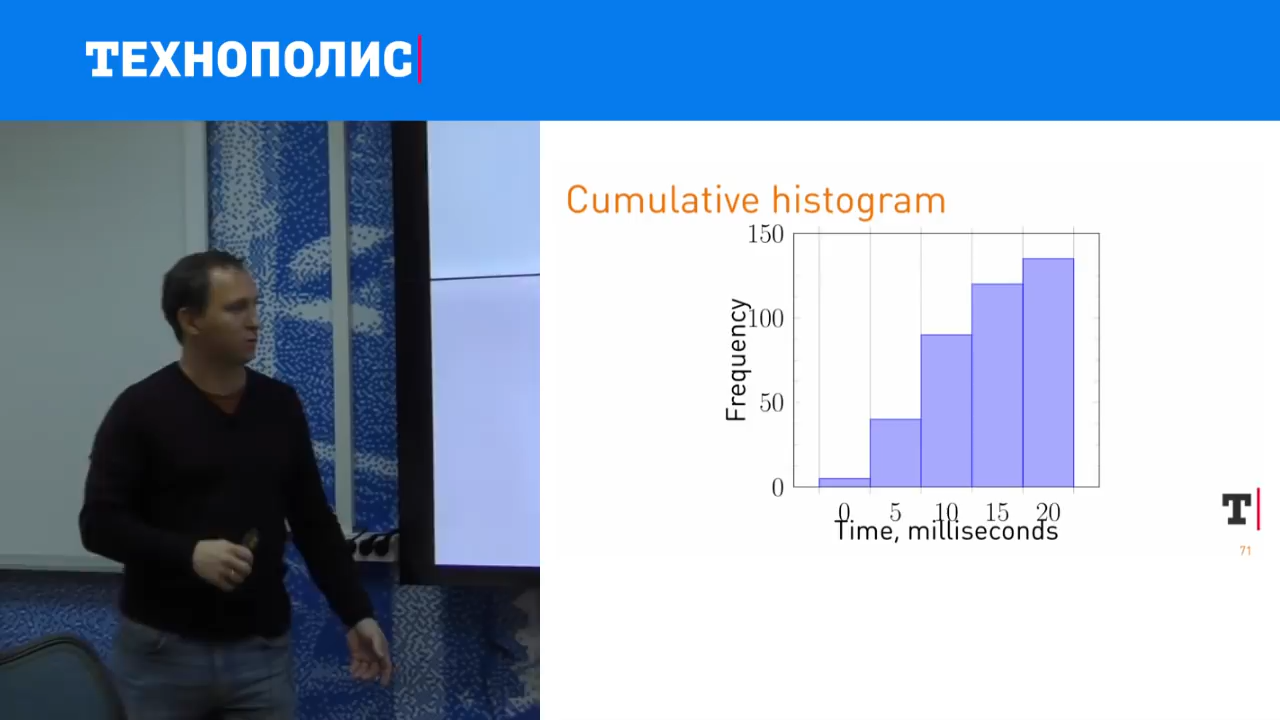 ТЕХНОПОЛИС
Cumulative histogram
150
100
50
0
Frequency
0 5 10 15 20
Time, milliseconds
T
71